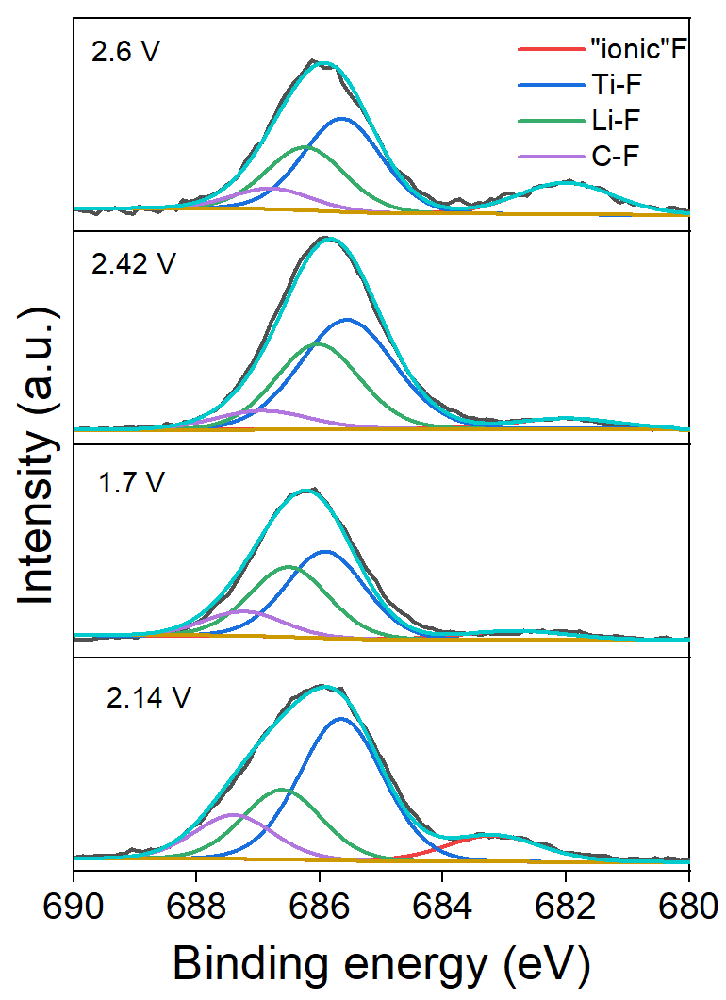 2.6 V
"ionic"F
Ti-F
Li-F
C-F
2.42 V
1.7 V
2.14 V
Intensity (a.u.)
690 688 686 684 682 680
Binding energy (eV)